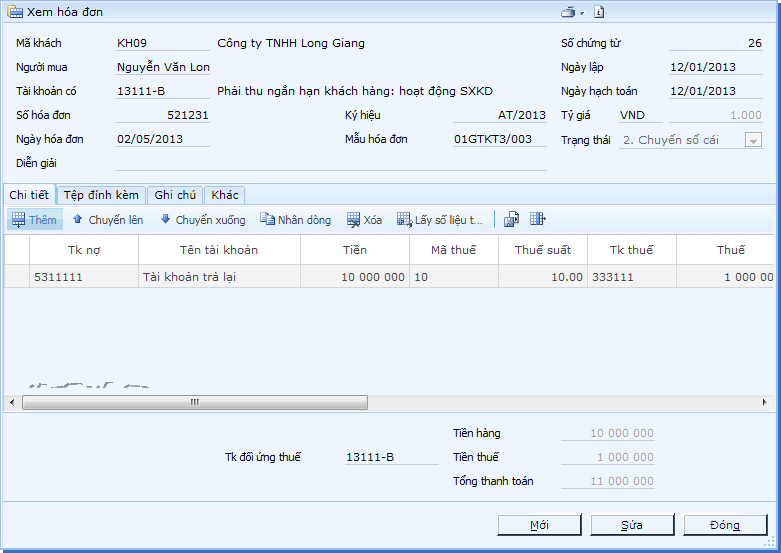 Xem hóa đơn
Mã khách KH09 Công ty TNHH Long Giang Số chứng từ 26
Người mua Nguyễn Văn Lon Ngày lập 12/01/2013
Tài khoản có 13111-B Phải thu ngắn hạn khách hàng: hoạt động SXKD Ngày hạch toán 12/01/2013
Số hóa đơn 521231 Ký hiệu AT/2013 Tỷ giá VND 1.000
Ngày hóa đơn 02/05/2013 Mẫu hóa đơn 01GTKT3/003 Trạng thái 2. Chuyển sổ cái
Diễn giải
Chi tiết Tệp đính kèm Ghi chú Khác
Thêm Chuyển lên Chuyển xuống Nhân dòng Xóa Lấy số liệu t...
Tk nợ Tên tài khoản Tiền Mã thuế Thuế suất Tk thuế Thuế
5311111 Tài khoản trả lại 10 000 000 10 10.00 333111 1 000 00
Tiền hàng 10 000 000
Tk đối ứng thuế 13111-B Tiền thuế 1 000 000
Tổng thanh toán 11 000 000
Mới Sửa Đóng